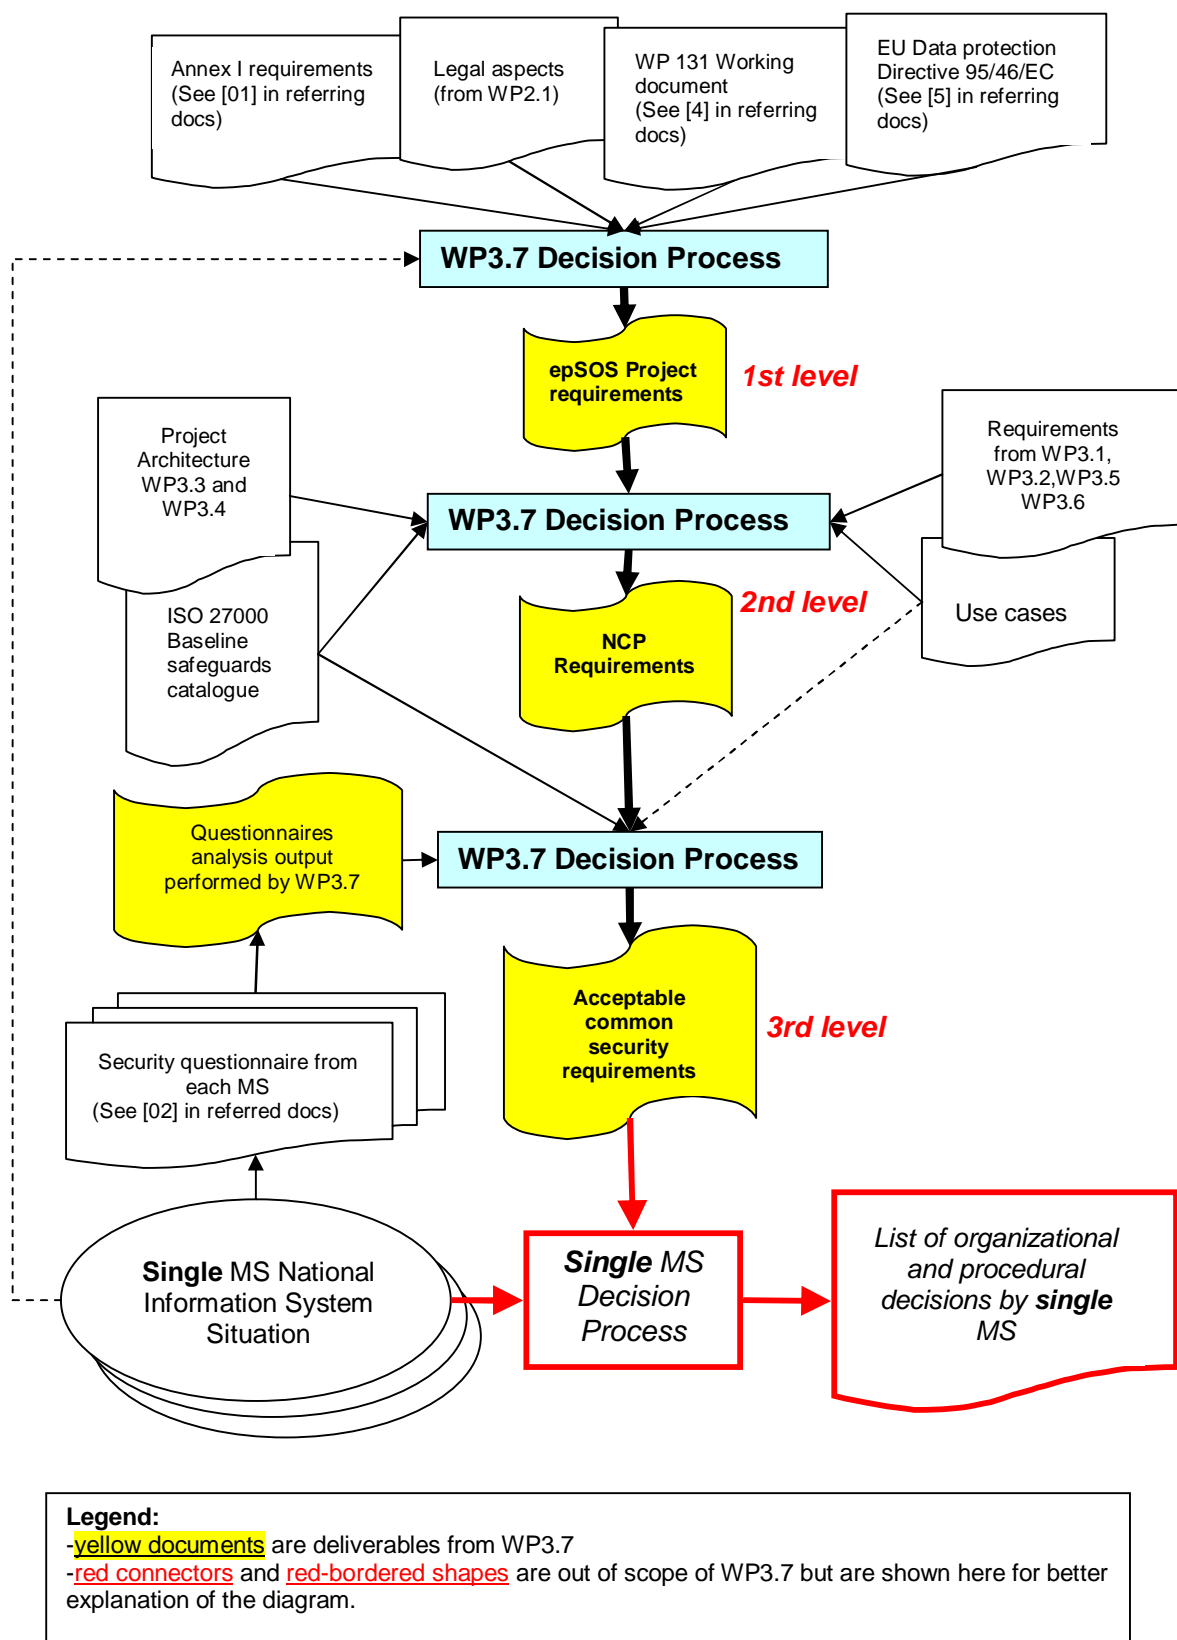 Annex I requirements
(See [01] in referring
docs)
Legal aspects
(from WP2.1)
WP 131 Working
document
(See [4] in referring
docs)
EU Data protection
Directive 95/46/EC
(See [5] in referring
docs)
WP3.7 Decision Process
epSOS Project
requirements
1st level
Project
Architecture
WP3.3 and
WP3.4
Requirements
from WP3.1,
WP3.2,WP3.5
WP3.6
WP3.7 Decision Process
ISO 27000
Baseline
safeguards
catalogue
NCP
Requirements
2nd level
Use cases
Questionnaires
analysis output
performed by WP3.7
WP3.7 Decision Process
Acceptable
common
security
requirements
3rd level
Security questionnaire from
each MS
(See [02] in referred docs)
Single MS National
Information System
Situation
Single MS
Decision
Process
List of organizational
and procedural
decisions by single
MS
Legend:
-yellow documents are deliverables from WP3.7
-red connectors and red-bordered shapes are out of scope of WP3.7 but are shown here for better
explanation of the diagram.